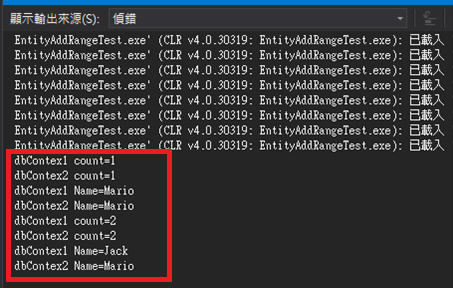 顯示輸出來源(S): 偵錯
EntityAddRangeTest.exe' (CLR v4.0.30319: EntityAddRangeTest.exe): 已載入
EntityAddRangeTest.exe' (CLR v4.0.30319: EntityAddRangeTest.exe): 已載入
EntityAddRangeTest.exe' (CLR v4.0.30319: EntityAddRangeTest.exe): 已載入
EntityAddRangeTest.exe' (CLR v4.0.30319: EntityAddRangeTest.exe): 已載入
EntityAddRangeTest.exe' (CLR v4.0.30319: EntityAddRangeTest.exe): 已載入
EntityAddRangeTest.exe' (CLR v4.0.30319: EntityAddRangeTest.exe): 已載入
EntityAddRangeTest.exe' (CLR v4.0.30319: EntityAddRangeTest.exe): 已載入
EntityAddRangeTest.exe' (CLR v4.0.30319: EntityAddRangeTest.exe): 已載入
dbContex1 count=1
dbContex2 count=1
dbContex1 Name=Mario
dbContex2 Name=Mario
dbContex1 count=2
dbContex2 count=2
dbContex1 Name=Jack
dbContex2 Name=Mario